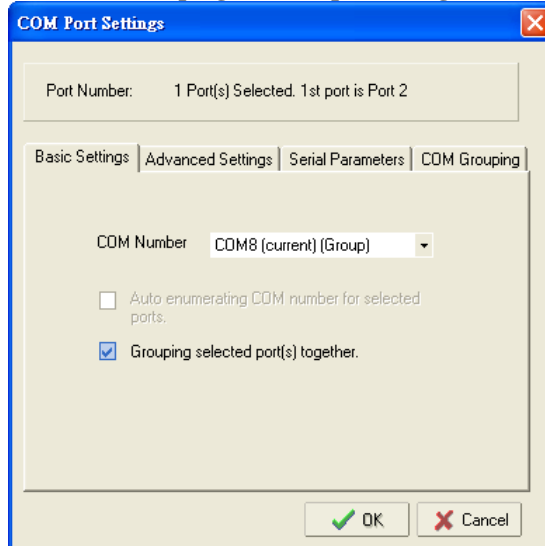 COM Port Settings
Port Number: 1 Port(s) Selected. 1st port is Port 2
Basic Settings Advanced Settings Serial Parameters COM Grouping
COM Number COM8 (current) (Group)
Auto enumerating COM number for selected
ports.
Grouping selected port(s) together.
OK Cancel